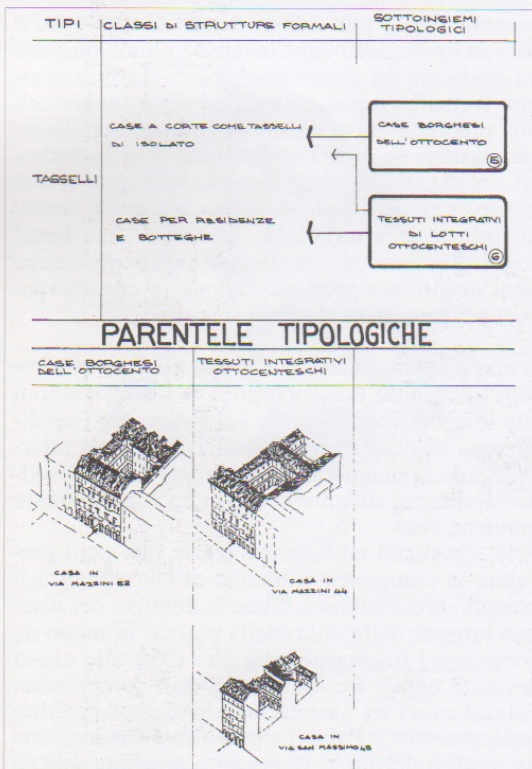 TIPI
CLASSI DI STRUTTURE FORMALI
SOTTOINSIEMI
TIPOLOGICI
CASE A CORTE COME TASSELLI
DI ISOLATO
CASE BORGHESI
DELL'OTTOCENTO
5
TASSELLI
CASE PER RESIDENZE
E BOTTEGHE
TESSUTI INTEGRATIVI
DI LOTTI
OTTOCENTESCHI
6
PARENTELE TIPOLOGICHE
CASE BORGHESI
DELL'OTTOCENTO
TESSUTI INTEGRATIVI
OTTOCENTESCHI
CASA IN
VIA MAZZINI 52
CASA IN
VIA MAZZINI 44
CASA IN
VIA SAN MASSIMO 45